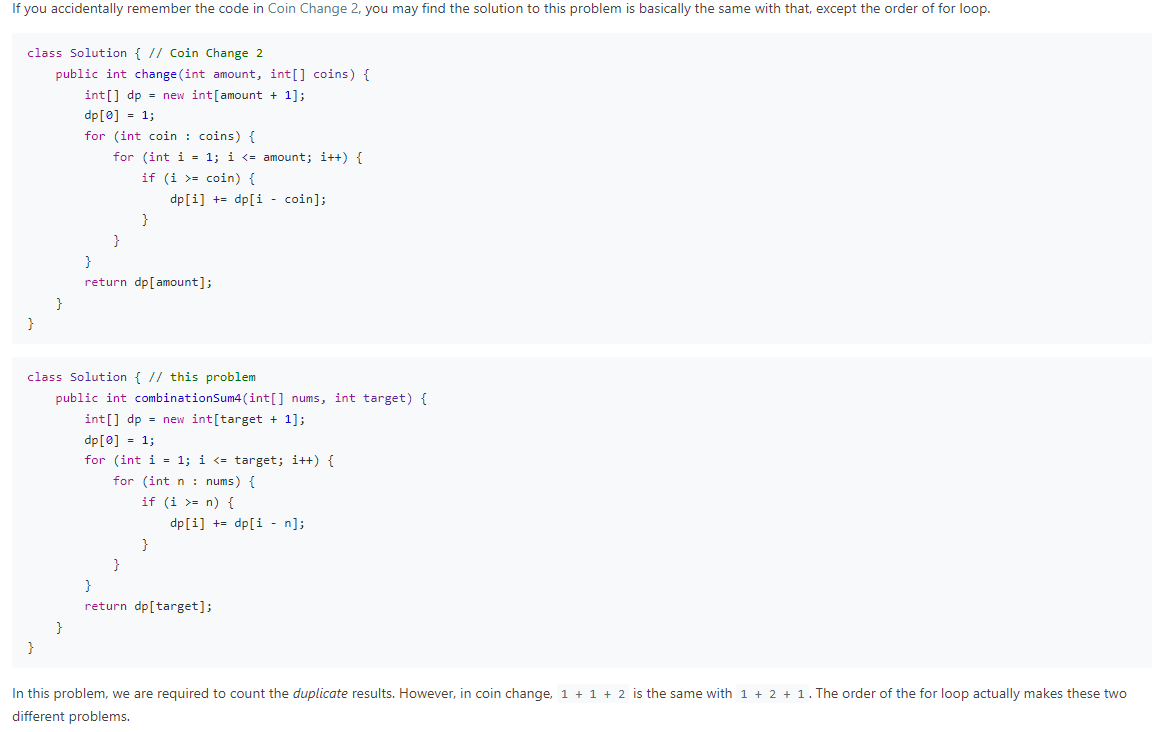 If you accidentally remember the code in Coin Change 2, you may find the solution to this problem is basically the same with that, except the order of for loop.
class Solution { // Coin Change 2
    public int change(int amount, int[] coins) {
        int[] dp = new int[amount + 1];
        dp[0] = 1;
        for (int coin : coins) {
            for (int i = 1; i <= amount; i++) {
                if (i >= coin) {
                    dp[i] += dp[i - coin];
                }
            }
        }
        return dp[amount];
    }
}
class Solution { // this problem
    public int combinationSum4(int[] nums, int target) {
        int[] dp = new int[target + 1];
        dp[0] = 1;
        for (int i = 1; i <= target; i++) {
            for (int n : nums) {
                if (i >= n) {
                    dp[i] += dp[i - n];
                }
            }
        }
        return dp[target];
    }
}
In this problem, we are required to count the duplicate results. However, in coin change, 1 + 1 + 2 is the same with 1 + 2 + 1. The order of the for loop actually makes these two
different problems.